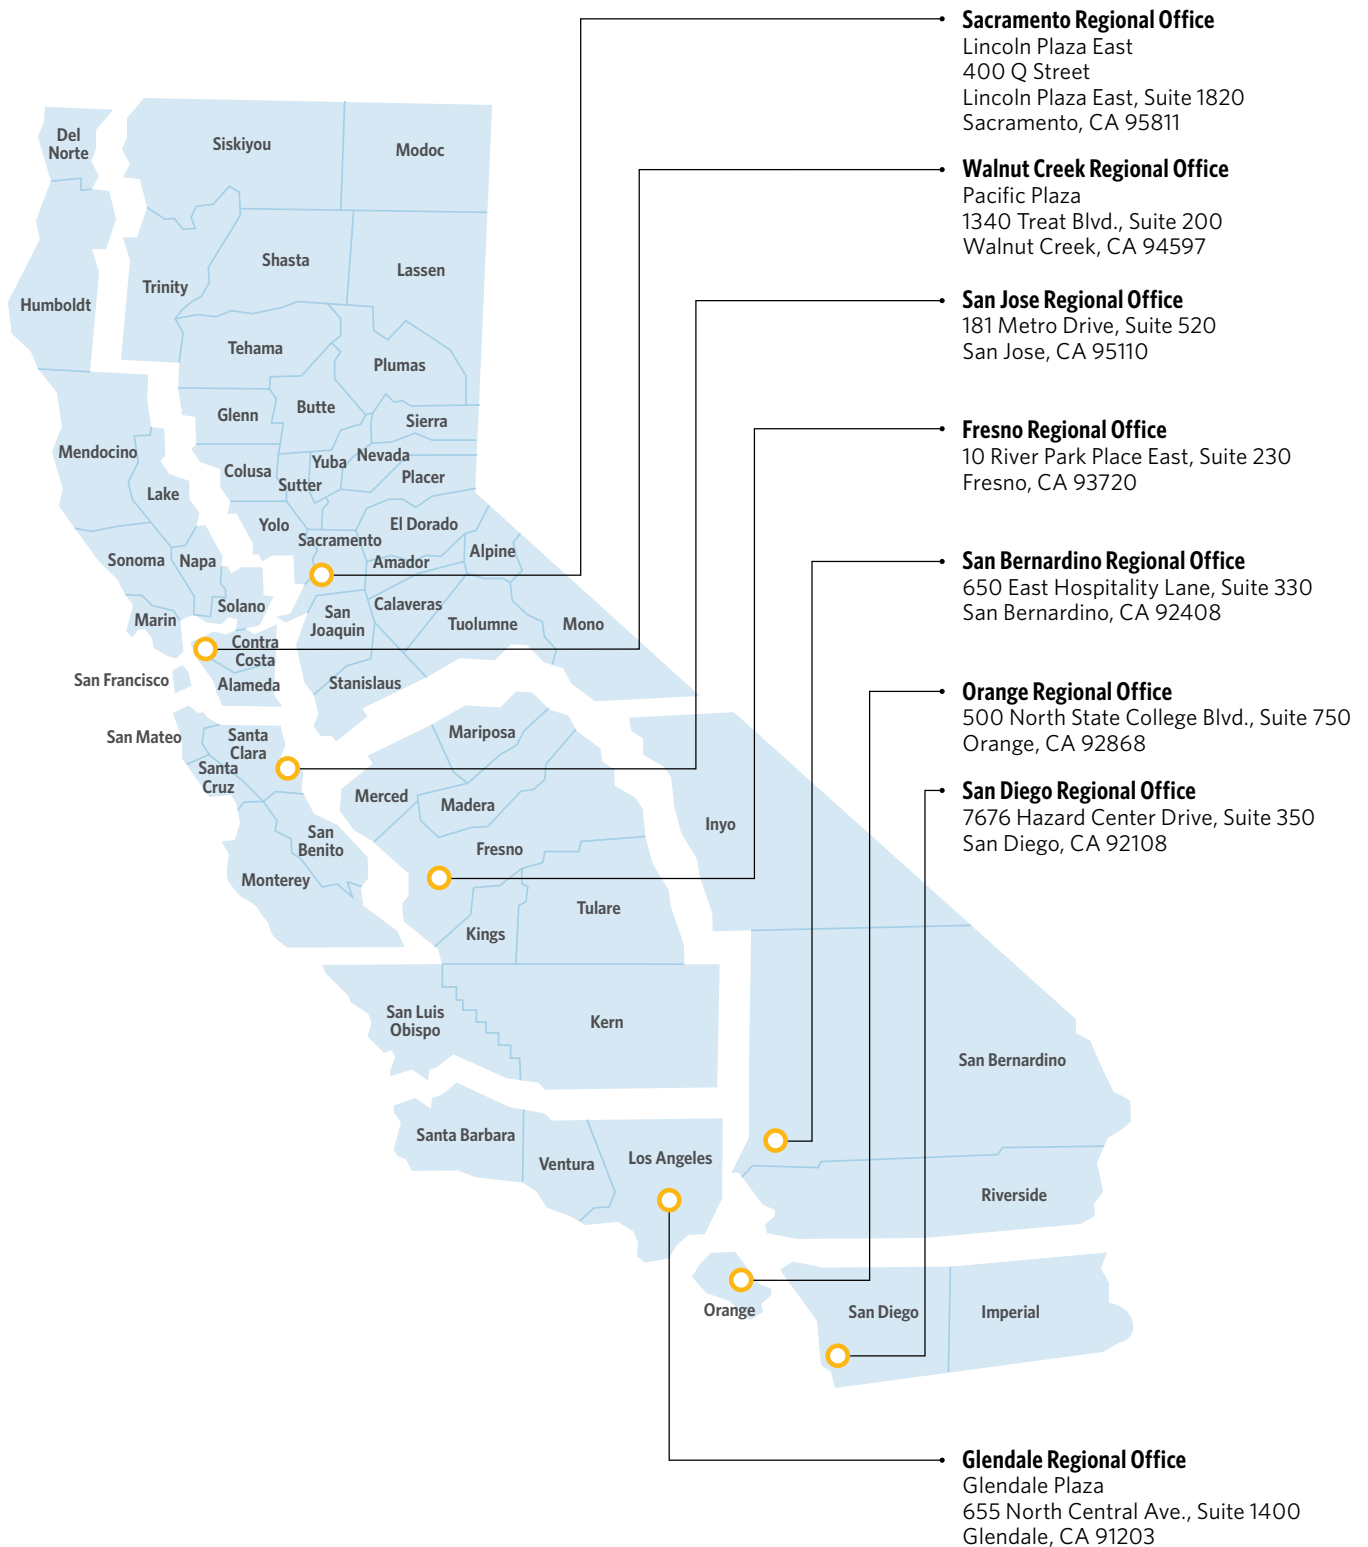 Sacramento Regional Office
Lincoln Plaza East
400 Q Street
Lincoln Plaza East, Suite 1820
Sacramento, CA 95811
Walnut Creek Regional Office
Pacific Plaza
1340 Treat Blvd., Suite 200
Walnut Creek, CA 94597
San Jose Regional Office
181 Metro Drive, Suite 520
San Jose, CA 95110
Fresno Regional Office
10 River Park Place East, Suite 230
Fresno, CA 93720
San Bernardino Regional Office
650 East Hospitality Lane, Suite 330
San Bernardino, CA 92408
Orange Regional Office
500 North State College Blvd., Suite 750
Orange, CA 92868
San Diego Regional Office
7676 Hazard Center Drive, Suite 350
San Diego, CA 92108
Glendale Regional Office
Glendale Plaza
655 North Central Ave., Suite 1400
Glendale, CA 91203
Del
Norte
Siskiyou
Modoc
Humboldt
Trinity
Shasta
Lassen
Tehama
Plumas
Glenn
Butte
Sierra
Mendocino
Lake
Colusa
Sutter
Yuba
Nevada
Placer
Yolo
Sacramento
El Dorado
Amador
Alpine
Sonoma
Napa
Solano
Marin
San
Joaquin
Calaveras
Tuolumne
Mono
Contra
Costa
Alameda
San Francisco
Stanislaus
San Mateo
Santa
Clara
Santa
Cruz
Mariposa
Merced
Madera
San
Benito
Monterey
Fresno
Inyo
Kings
Tulare
San Luis
Obispo
Kern
San Bernardino
Santa Barbara
Ventura
Los Angeles
Riverside
Orange
San Diego
Imperial